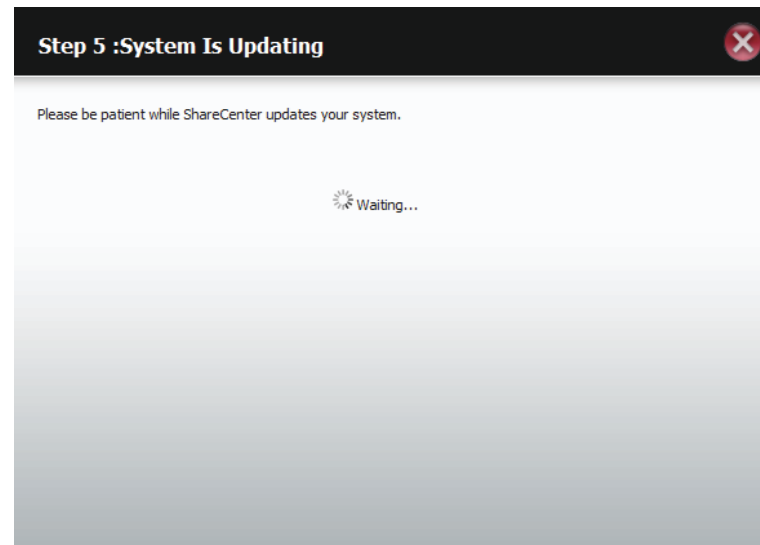 Step 5 :System Is Updating
Please be patient while ShareCenter updates your system.
Waiting...